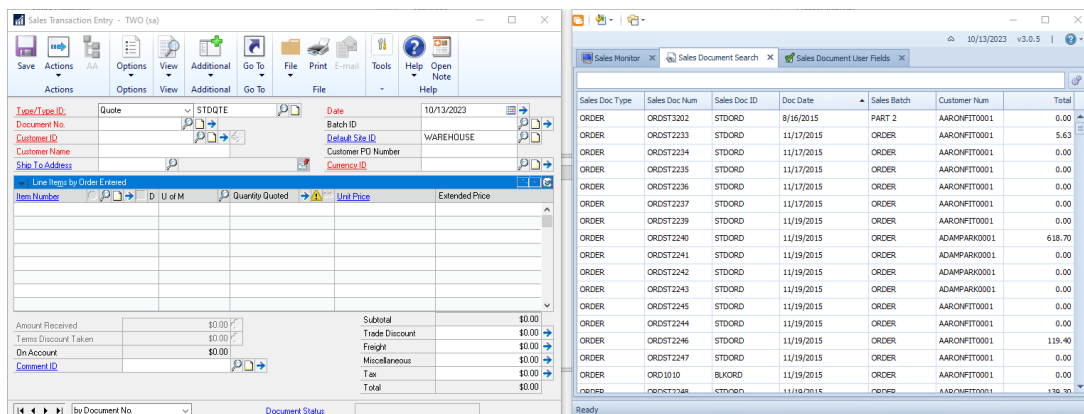 Sales Transaction Entry - TWO (sa)
Save Actions AA Options View Additional Go To File Print E-mail Tools Help Open Note
Actions Options View Additional Go To File Help
Type/Type ID: Quote STDQTE Date 10/13/2023
Document No. Batch ID
Customer ID Default Site ID WAREHOUSE
Customer Name Customer PO Number
Ship To Address Currency ID
Line Items by Order Entered
Item Number D U of M Quantity Quoted Unit Price Extended Price
Amount Received $0.00 Subtotal $0.00
Terms Discount Taken $0.00 Trade Discount $0.00
On Account $0.00 Freight $0.00
Comment ID Miscellaneous $0.00
Tax $0.00
Total $0.00
by Document No. Document Status
10/13/2023 v3.0.5 |
Sales Monitor Sales Document Search Sales Document User Fields
Sales Doc Type Sales Doc Num Sales Doc ID Doc Date Sales Batch Customer Num Total
ORDER ORDST3202 STDORD 8/16/2015 PART 2 AARONFIT0001 0.00
ORDER ORDST2233 STDORD 11/17/2015 ORDER AARONFIT0001 5.63
ORDER ORDST2234 STDORD 11/17/2015 ORDER AARONFIT0001 0.00
ORDER ORDST2235 STDORD 11/17/2015 ORDER AARONFIT0001 0.00
ORDER ORDST2236 STDORD 11/17/2015 ORDER AARONFIT0001 0.00
ORDER ORDST2237 STDORD 11/17/2015 ORDER AARONFIT0001 0.00
ORDER ORDST2239 STDORD 11/19/2015 ORDER AARONFIT0001 0.00
ORDER ORDST2240 STDORD 11/19/2015 ORDER ADAMPARK0001 618.70
ORDER ORDST2241 STDORD 11/19/2015 ORDER ADAMPARK0001 0.00
ORDER ORDST2242 STDORD 11/19/2015 ORDER ADAMPARK0001 0.00
ORDER ORDST2243 STDORD 11/19/2015 ORDER ADAMPARK0001 0.00
ORDER ORDST2245 STDORD 11/19/2015 ORDER AARONFIT0001 0.00
ORDER ORDST2244 STDORD 11/19/2015 ORDER AARONFIT0001 0.00
ORDER ORDST2246 STDORD 11/19/2015 ORDER AARONFIT0001 119.40
ORDER ORDST2247 STDORD 11/19/2015 ORDER AARONFIT0001 0.00
ORDER ORD1010 BLKORD 11/19/2015 ORDER AARONFIT0001 0.00
ORDER ORDST2248 STDORD 11/19/2015 ORDER AARONFIT0001 139.30
Ready